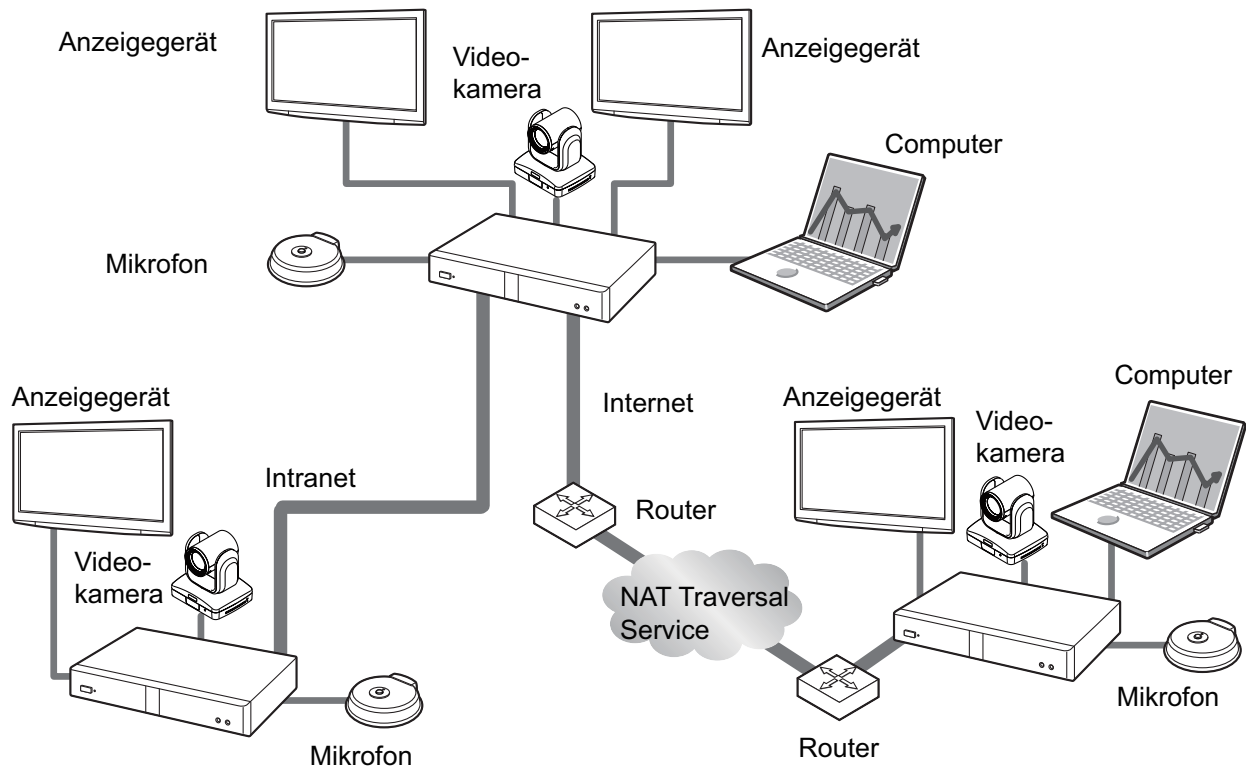 Anzeigegerät
Video-
kamera
Anzeigegerät
Computer
Mikrofon
Anzeigegerät
Intranet
Video-
kamera
Mikrofon
Internet
Router
NAT Traversal
Service
Router
Anzeigegerät
Video-
kamera
Computer
Mikrofon